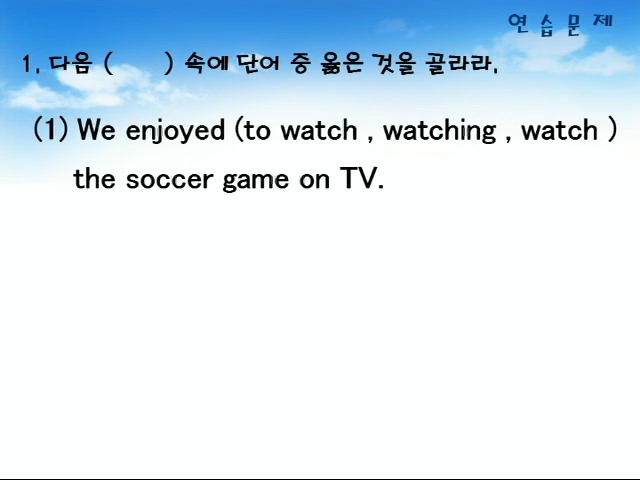 연습문제
1. 다음 (      ) 속에 단어 중 옳은 것을 골라라.
(1) We enjoyed (to watch , watching , watch )
the soccer game on TV.